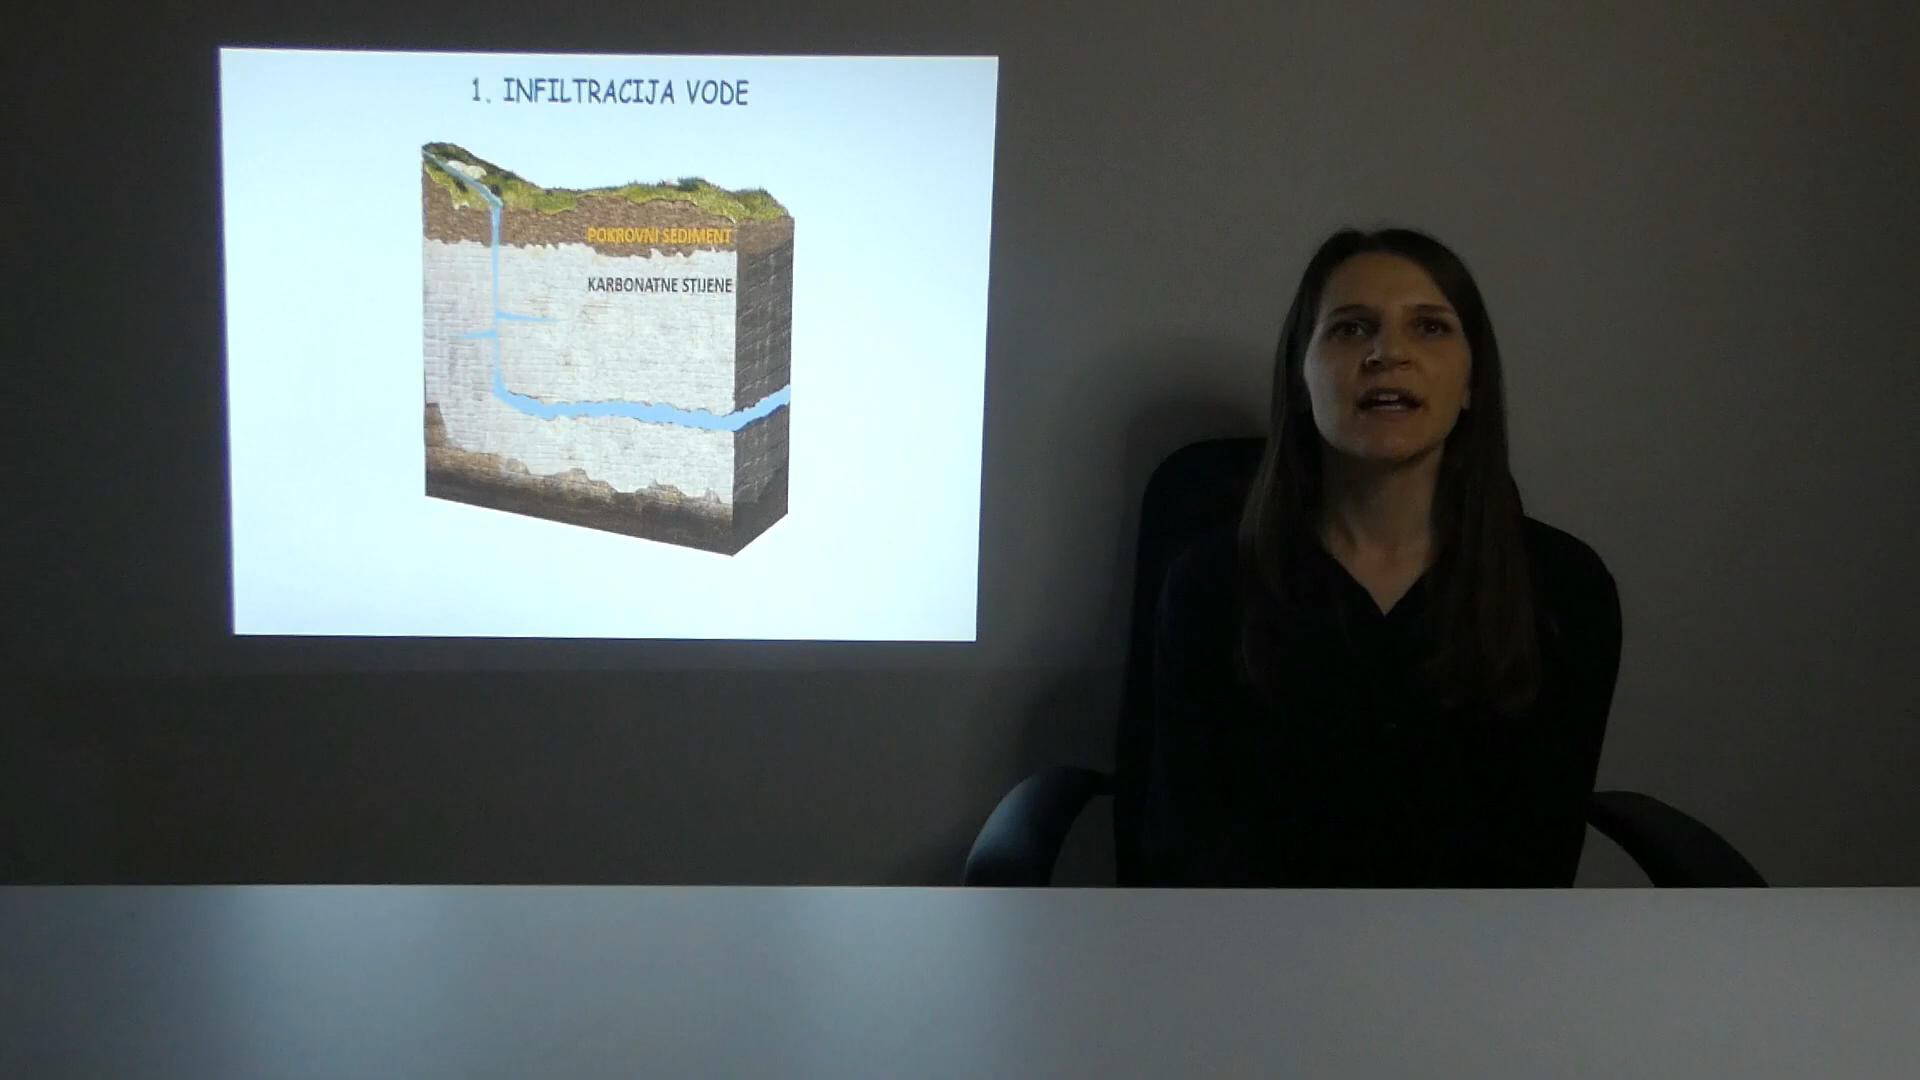 1. INFILTRACIJA VODE
POKROVNI SEDIMENT
KARBONATNE STIJENE